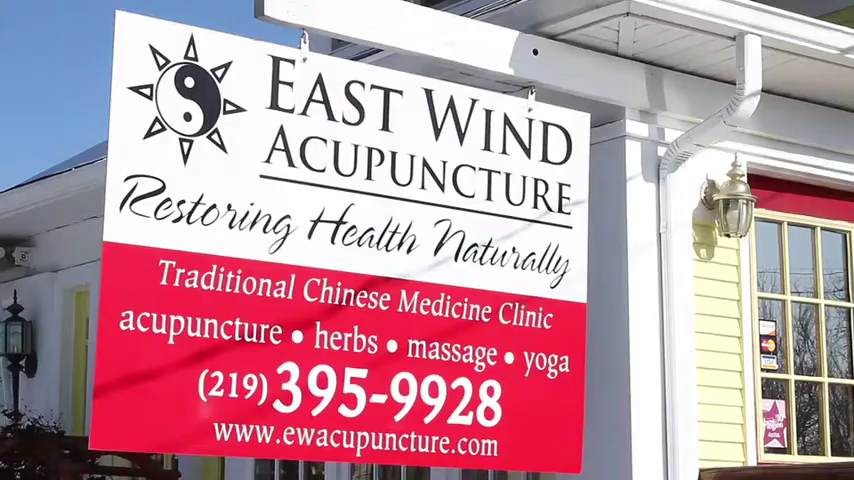 EAST WIND
ACUPUNCTURE
Restoring Health Naturally
Traditional Chinese Medicine Clinic
acupuncture • herbs • massage • yoga
(219) 395-9928
www.ewacupuncture.com